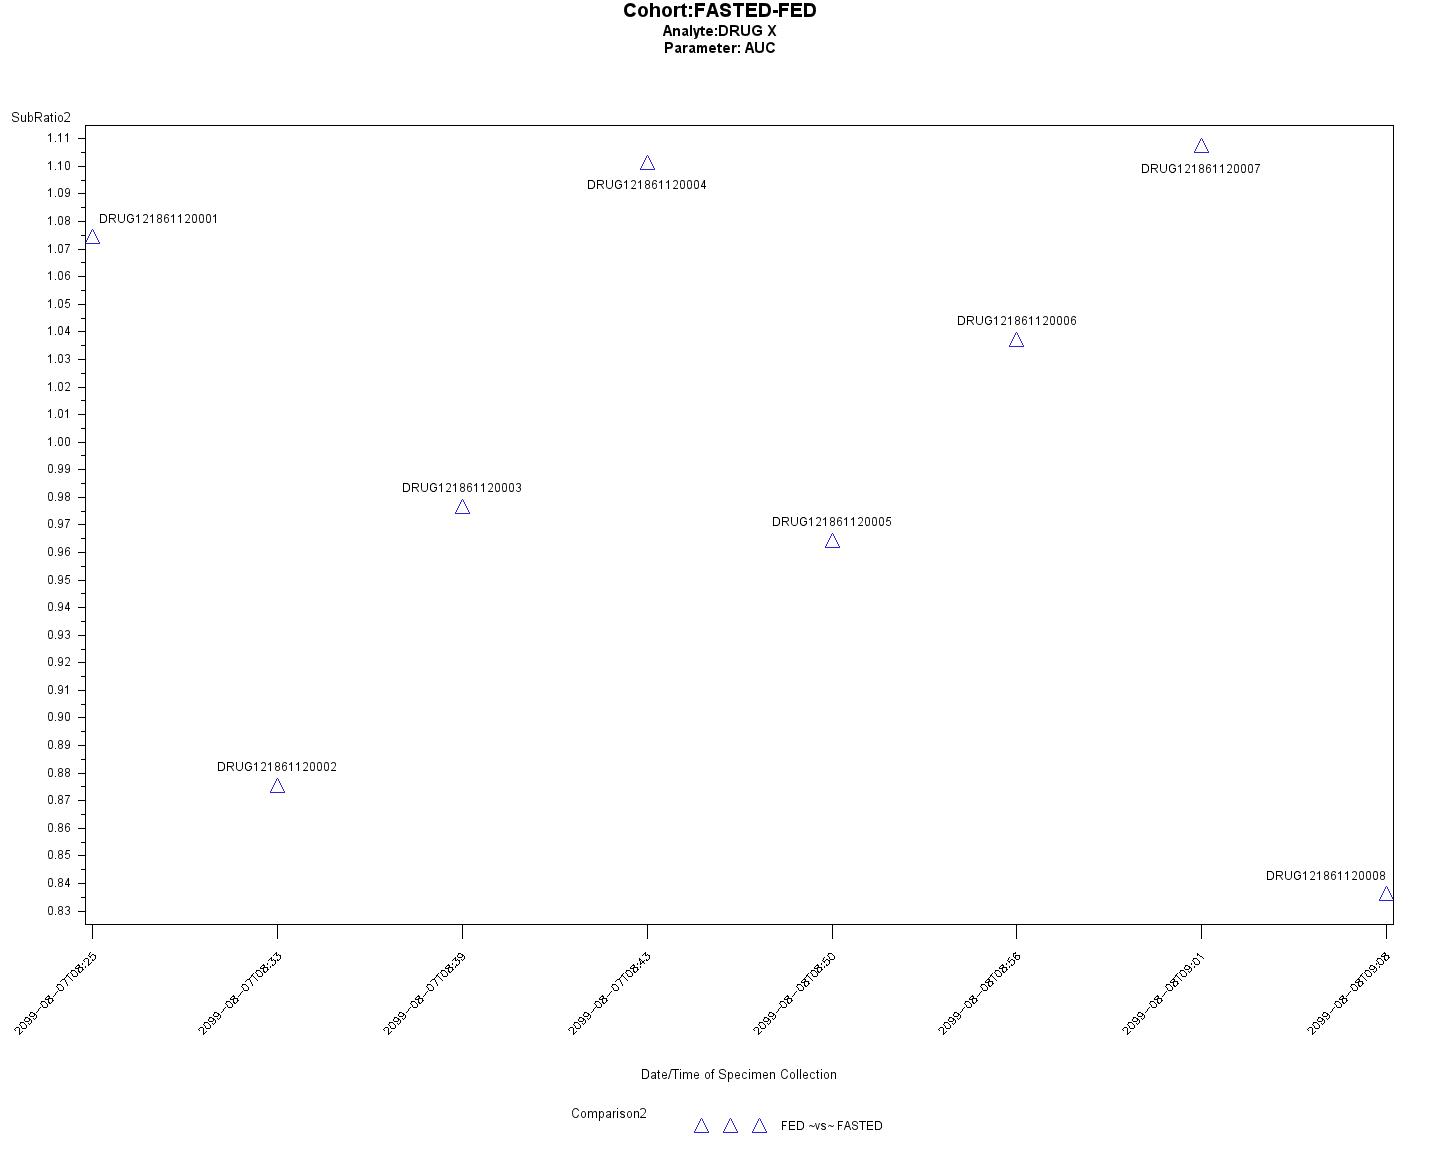 Cohort:FASTED-FED
Analyte:DRUG X
Parameter: AUC
SubRatio2
1.11
1.10
1.09
1.08
1.07
1.06
1.05
1.04
1.03
1.02
1.01
1.00
0.99
0.98
0.97
0.96
0.95
0.94
0.93
0.92
0.91
0.90
0.89
0.88
0.87
0.86
0.85
0.84
0.83
DRUG121861120001
DRUG121861120002
DRUG121861120003
DRUG121861120004
DRUG121861120005
DRUG121861120006
DRUG121861120007
DRUG121861120008
2099-08-07T08:25
2099-08-07T08:33
2099-08-07T08:39
2099-08-07T08:43
2099-08-08T08:50
2099-08-08T08:56
2099-08-08T09:01
2099-08-08T09:08
Date/Time of Specimen Collection
Comparison2
FED ~vs~ FASTED